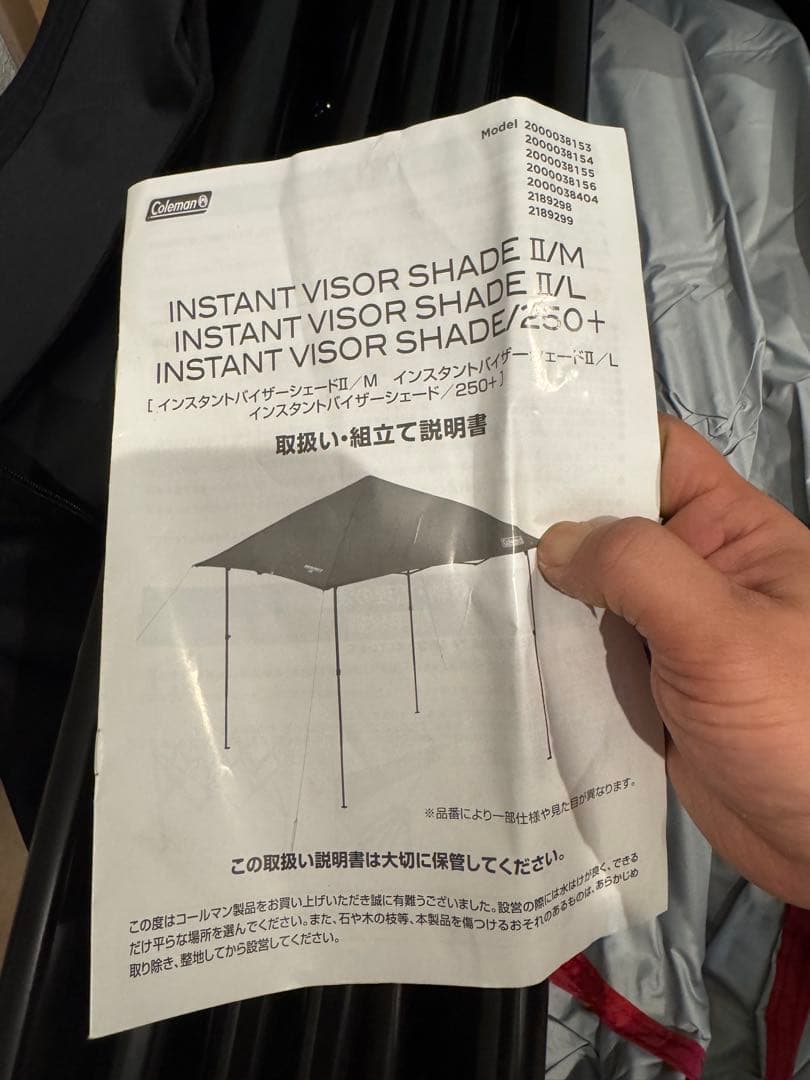 Coleman
Model 2000038153
2000038154
2000038155
2000038156
2000038404
2189298
2189299
INSTANT VISOR SHADE Ⅱ/M
INSTANT VISOR SHADE Ⅱ/L
INSTANT VISOR SHADE/250+
[ インスタントバイザーシェードⅡ/M インスタントバイザーシェードⅡ/L
インスタントバイザーシェード/250+ ]
取扱い・組立て説明書
Coleman
※品番により一部仕様や見た目が異なります。
この取扱い説明書は大切に保管してください。
この度はコールマン製品をお買い上げいただき誠に有難うございました。設営の際には水はけが良く、できる
だけ平らな場所を選んでください。また、石や木の枝等、本製品を傷つけるおそれのあるものは、あらかじめ
取り除き、整地してから設営してください。